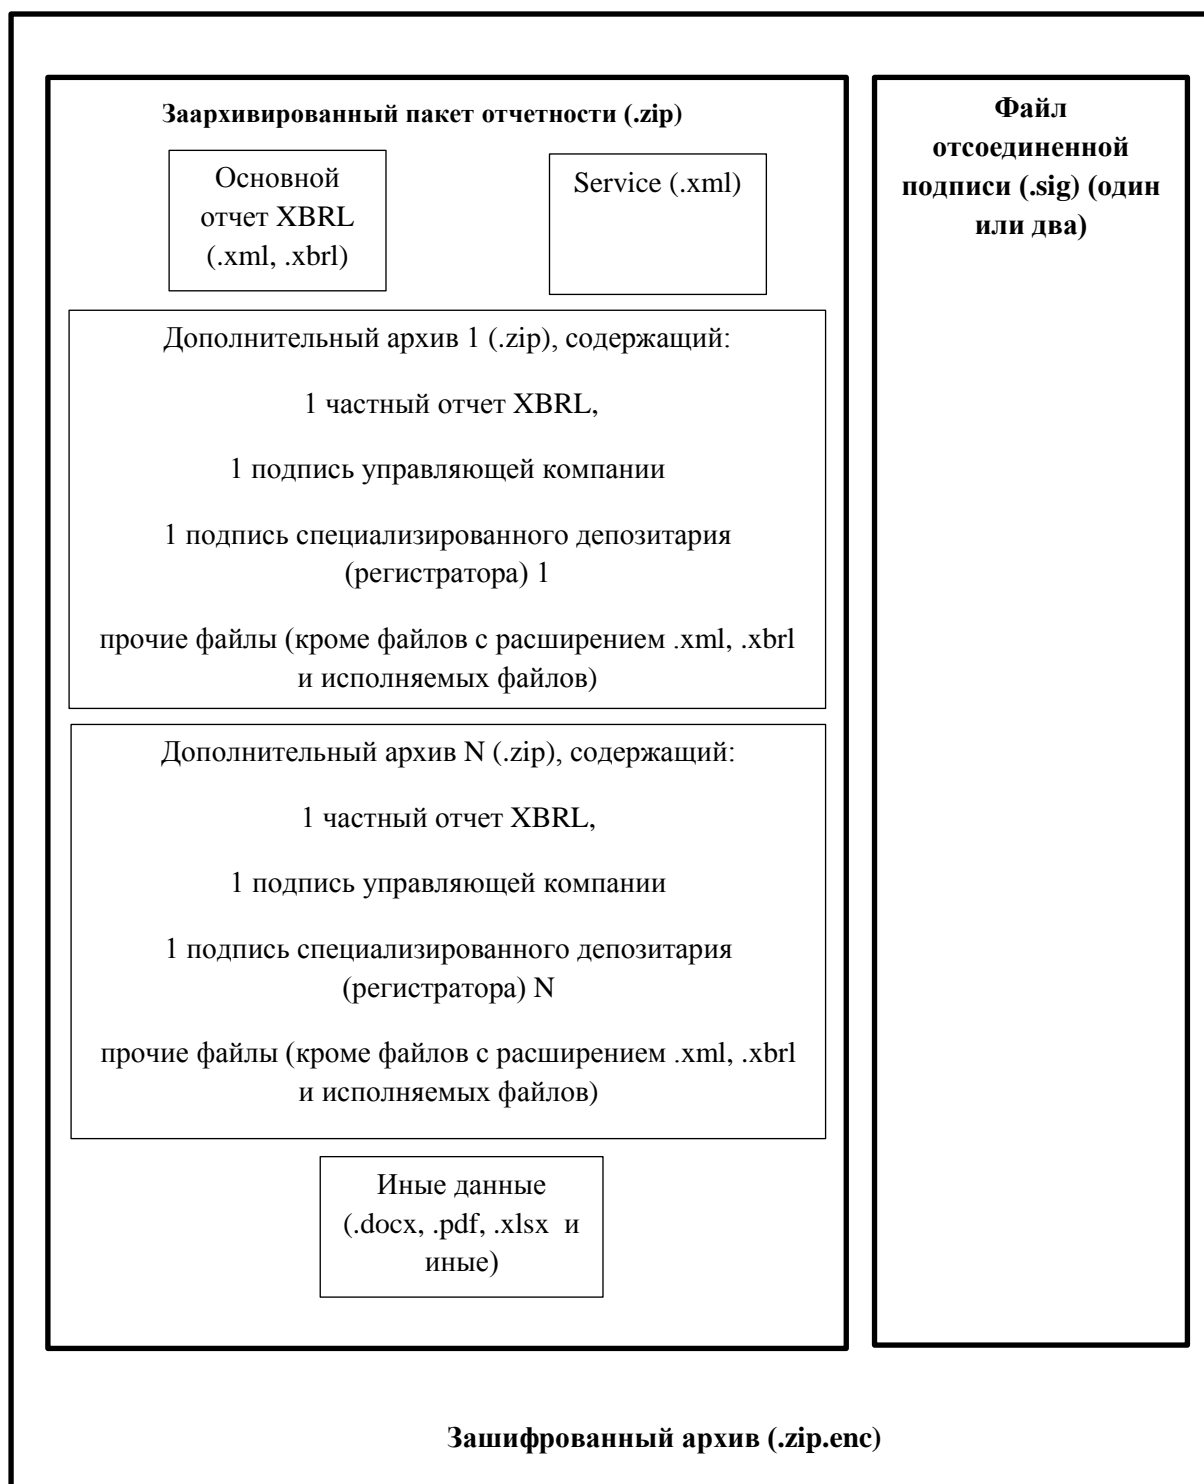 Заархивированный пакет отчетности (.zip)
Основной
отчет XBRL
(.xml, .xbrl)
Service (.xml)
Дополнительный архив 1 (.zip), содержащий:
1 частный отчет XBRL,
1 подпись управляющей компании
1 подпись специализированного депозитария
(регистратора) 1
прочие файлы (кроме файлов с расширением .xml, .xbrl
и исполняемых файлов)
Дополнительный архив N (.zip), содержащий:
1 частный отчет XBRL,
1 подпись управляющей компании
1 подпись специализированного депозитария
(регистратора) N
прочие файлы (кроме файлов с расширением .xml, .xbrl
и исполняемых файлов)
Иные данные
(.docx, .pdf, .xlsx и
иные)
Файл
отсоединенной
подписи (.sig) (один
или два)
Зашифрованный архив (.zip.enc)